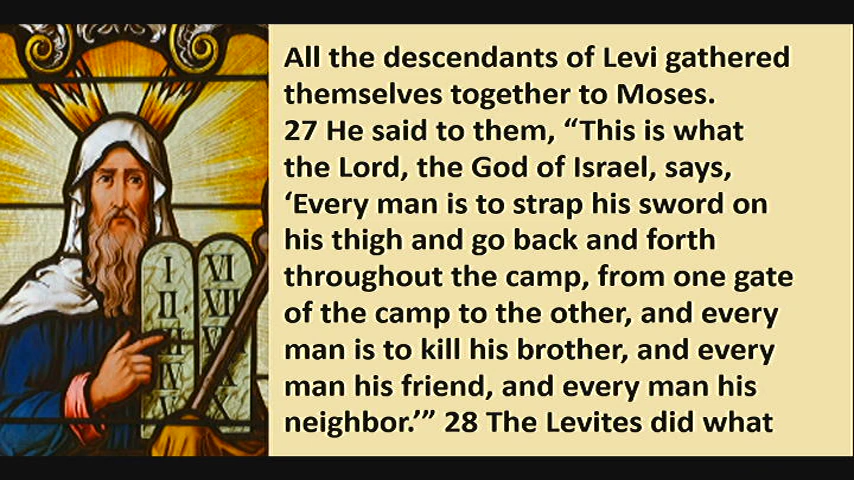 All the descendants of Levi gathered
themselves together to Moses.
27 He said to them, “This is what
the Lord, the God of Israel, says,
‘Every man is to strap his sword on
his thigh and go back and forth
throughout the camp, from one gate
of the camp to the other, and every
man is to kill his brother, and every
man his friend, and every man his
neighbor.’” 28 The Levites did what
I VI
II XII